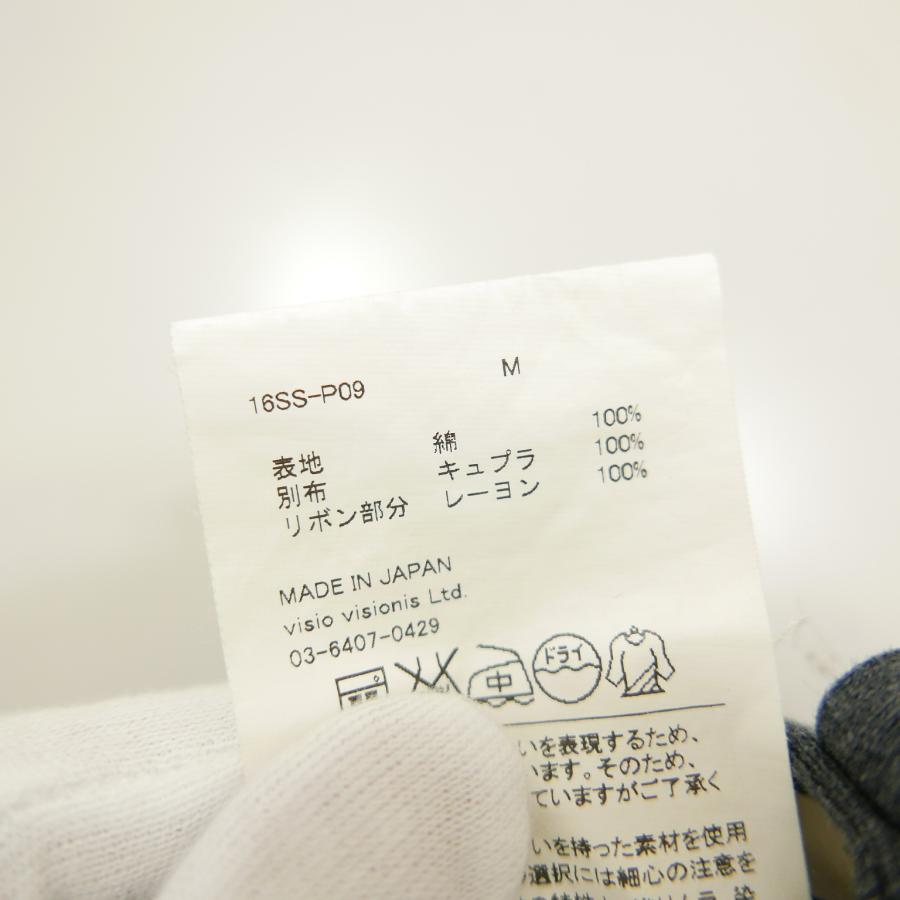 16SS-P09 M
表地 綿 100%
別布 キュプラ 100%
リボン部分 レーヨン 100%
MADE IN JAPAN
visio visionis Ltd.
03-6407-0429
中 ドライ
いを表現するため、
います。そのため、
ていますがご了承く
いを持った素材を使用
選択には細心の注意を